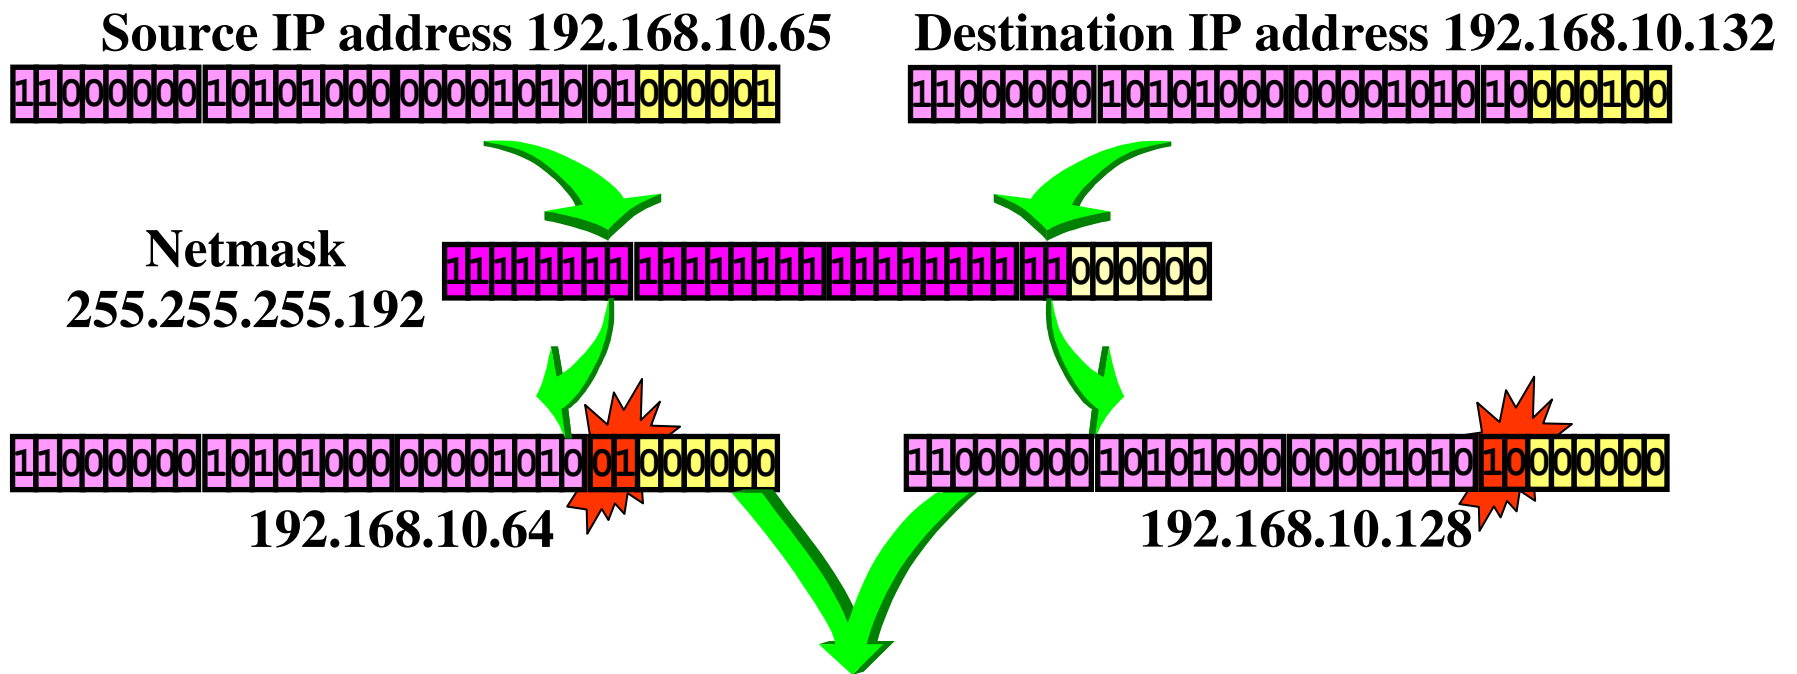 Source IP address 192.168.10.65
Destination IP address 192.168.10.132
11000000 10101000 00001010 01000001
11000000 10101000 00001010 10000100
Netmask
255.255.255.192
11111111 11111111 11111111 11000000
11000000 10101000 00001010 01000000
11000000 10101000 00001010 10000000
192.168.10.64
192.168.10.128